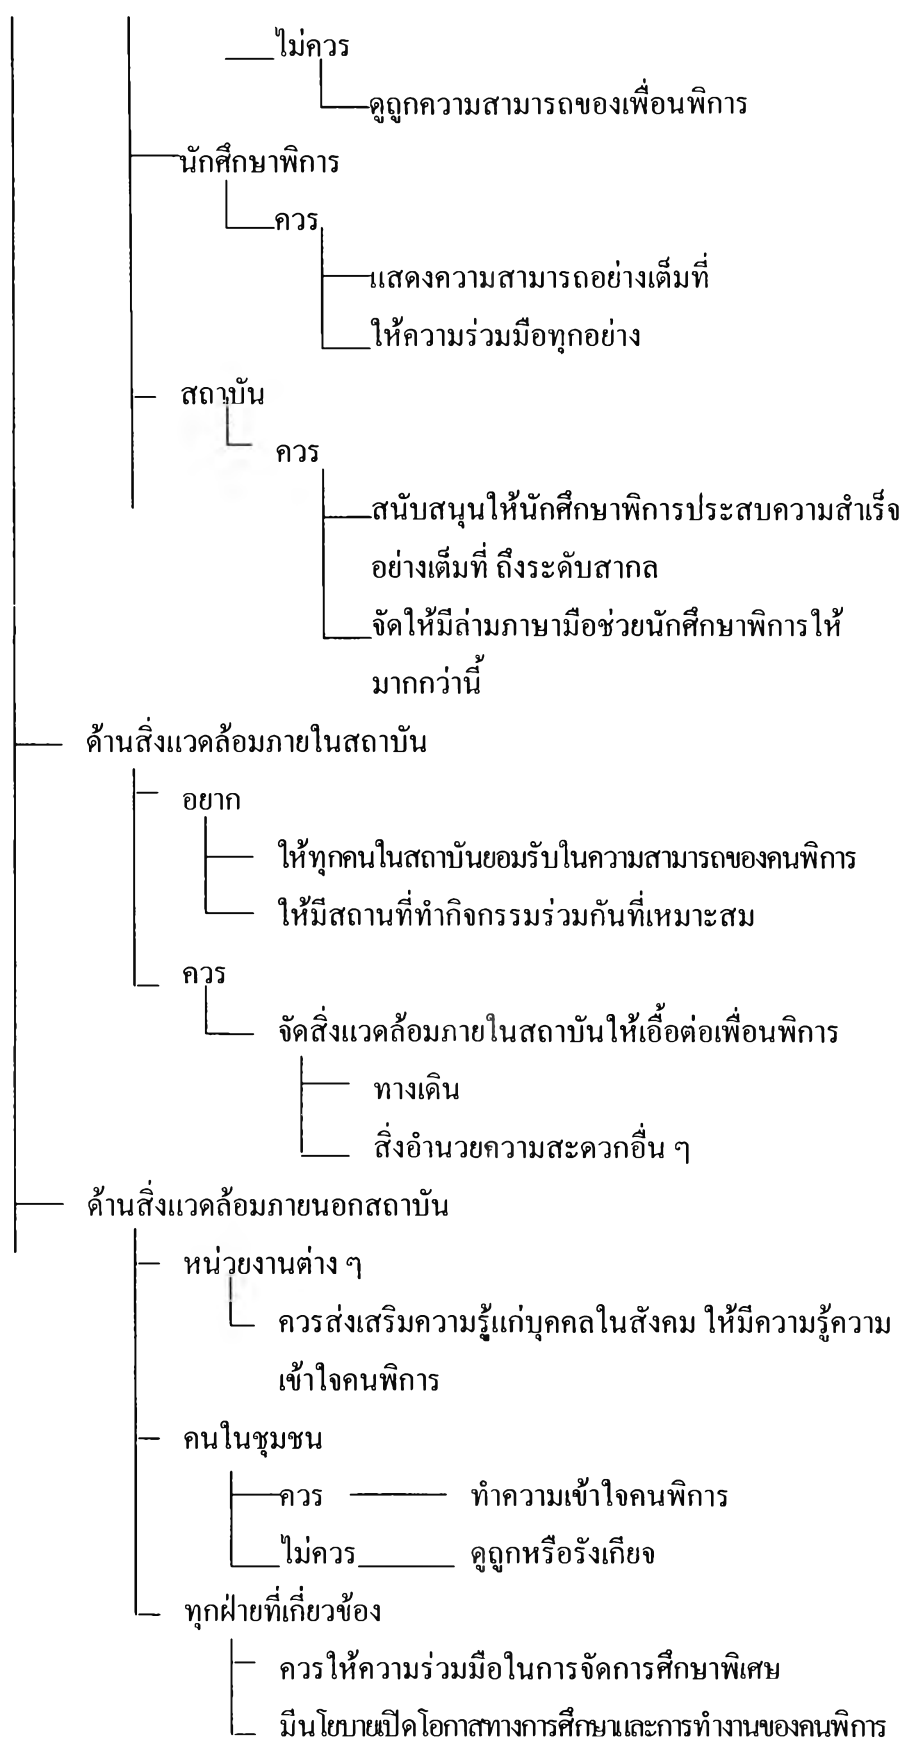 ไม่ควร
ดูถูกความสามารถของเพื่อนพิการ
นักศึกษาพิการ
ควร
แสดงความสามารถอย่างเต็มที่
ให้ความร่วมมือทุกอย่าง
สถาบัน
ควร
สนับสนุนให้นักศึกษาพิการประสบความสำเร็จ
อย่างเต็มที่ ถึงระดับสากล
จัดให้มีล่ามภาษามือช่วยนักศึกษาพิการให้
มากกว่านี้
ด้านสิ่งแวดล้อมภายในสถาบัน
อยาก
ให้ทุกคนในสถาบันยอมรับในความสามารถของคนพิการ
ให้มีสถานที่ทำกิจกรรมร่วมกันที่เหมาะสม
ควร
จัดสิ่งแวดล้อมภายในสถาบันให้เอื้อต่อเพื่อนพิการ
ทางเดิน
สิ่งอำนวยความสะดวกอื่น ๆ
ด้านสิ่งแวดล้อมภายนอกสถาบัน
หน่วยงานต่าง ๆ
ควรส่งเสริมความรู้แก่บุคคลในสังคม ให้มีความรู้ความ
เข้าใจคนพิการ
คนในชุมชน
ควร ทำความเข้าใจคนพิการ
ไม่ควร ดูถูกหรือรังเกียจ
ทุกฝ่ายที่เกี่ยวข้อง
ควรให้ความร่วมมือในการจัดการศึกษาพิเศษ
มีนโยบายเปิดโอกาสทางการศึกษาและการทำงานของคนพิการ